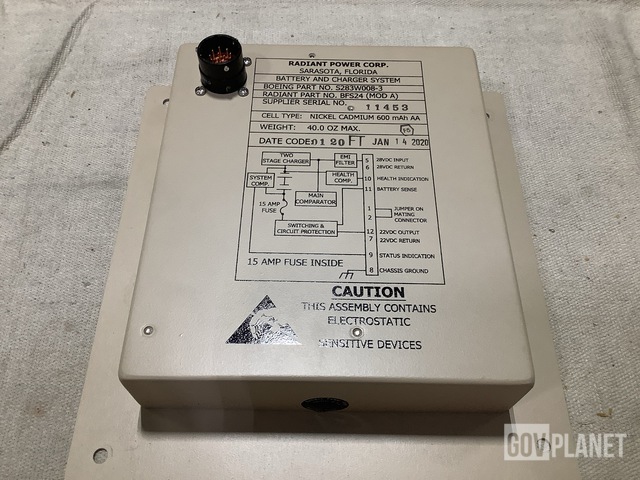 RADIANT POWER CORP.
SARASOTA, FLORIDA
BATTERY AND CHARGER SYSTEM
BOEING PART NO. S283W008-3
RADIANT PART NO. BFS24 (MOD A)
SUPPLIER SERIAL NO. © 11453
CELL TYPE: NICKEL CADMIUM 600 mAh AA
WEIGHT: 40.0 OZ MAX.
DATE CODE: 0120 FT JAN 14 2020
TWO STAGE CHARGER
EMI FILTER
SYSTEM COMP.
HEALTH COMP.
15 AMP FUSE
MAIN COMPARATOR
SWITCHING & CIRCUIT PROTECTION
5 28VDC INPUT
6 28VDC RETURN
10 HEALTH INDICATION
11 BATTERY SENSE
1 JUMPER ON
2 MATING CONNECTOR
12 22VDC OUTPUT
7 22VDC RETURN
9 STATUS INDICATION
8 CHASSIS GROUND
15 AMP FUSE INSIDE
CAUTION
THIS ASSEMBLY CONTAINS
ELECTROSTATIC
SENSITIVE DEVICES
GOVPLANET